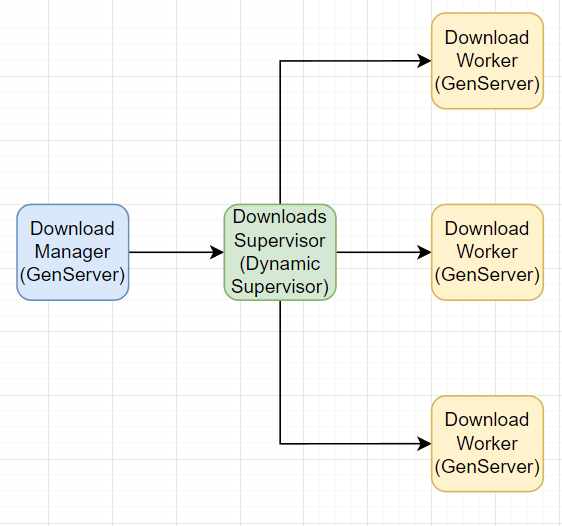 Download
Worker
(GenServer)
Download
Manager
(GenServer)
Downloads
Supervisor
(Dynamic
Supervisor)
Download
Worker
(GenServer)
Download
Worker
(GenServer)